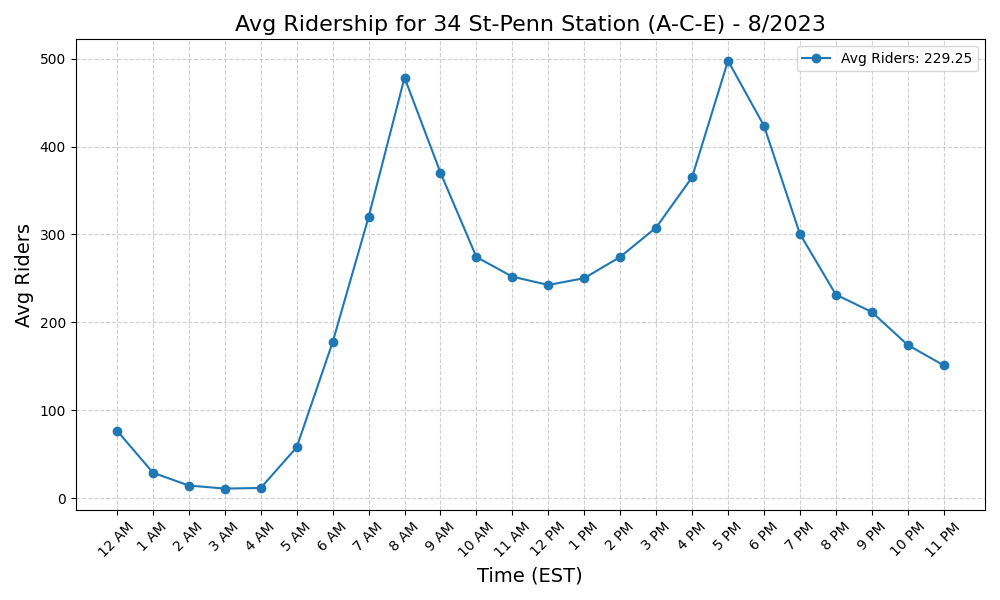 Avg Ridership for 34 St-Penn Station (A-C-E) - 8/2023
Avg Riders: 229.25
Avg Riders
500
400
300
200
100
0
12 AM
1 AM
2 AM
3 AM
4 AM
5 AM
6 AM
7 AM
8 AM
9 AM
10 AM
11 AM
12 PM
1 PM
2 PM
3 PM
4 PM
5 PM
6 PM
7 PM
8 PM
9 PM
10 PM
11 PM
Time (EST)